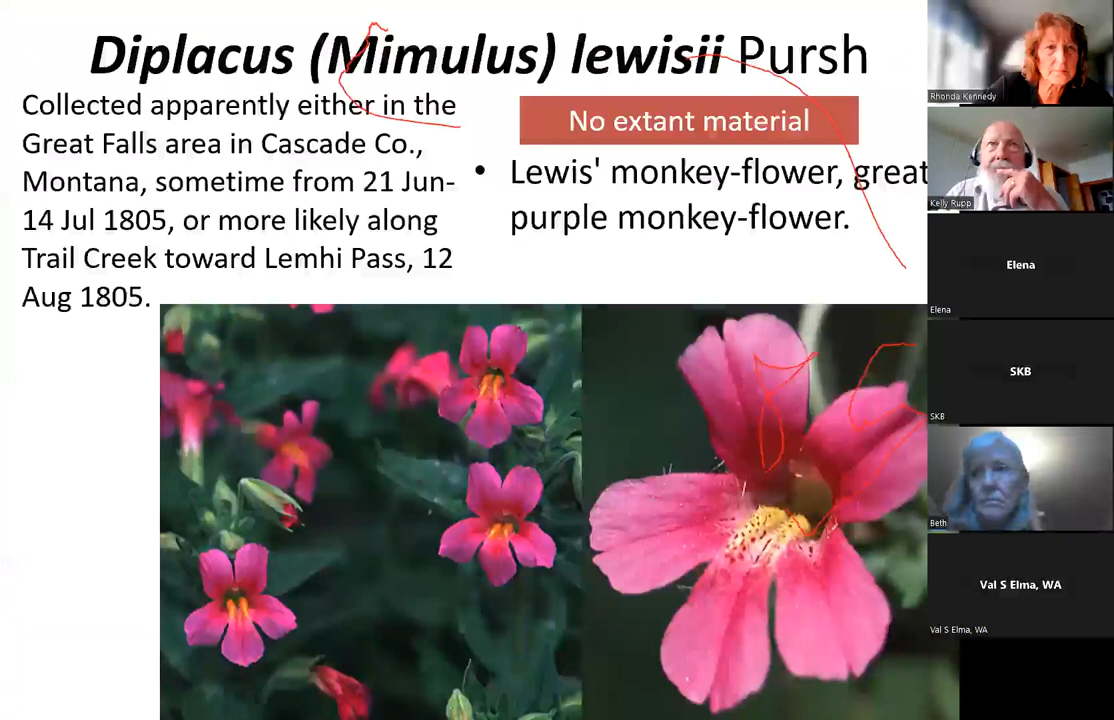 Diplacus (Mimulus) lewisii Pursh
Collected apparently either in the
Great Falls area in Cascade Co.,
Montana, sometime from 21 Jun-
14 Jul 1805, or more likely along
Trail Creek toward Lemhi Pass, 12
Aug 1805.
No extant material
• Lewis' monkey-flower, great
purple monkey-flower.
Rhonda Kennedy
Kelly Rupp
Elena
Elena
SKB
SKB
Beth
Val S Elma, WA
Val S Elma, WA